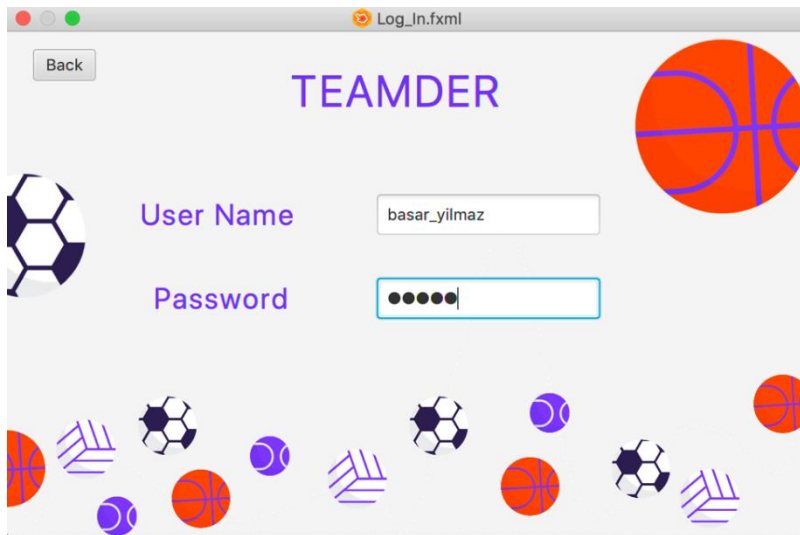 Log_In.fxml
Back
TEAMDER
User Name
basar_yilmaz
Password
●●●●●